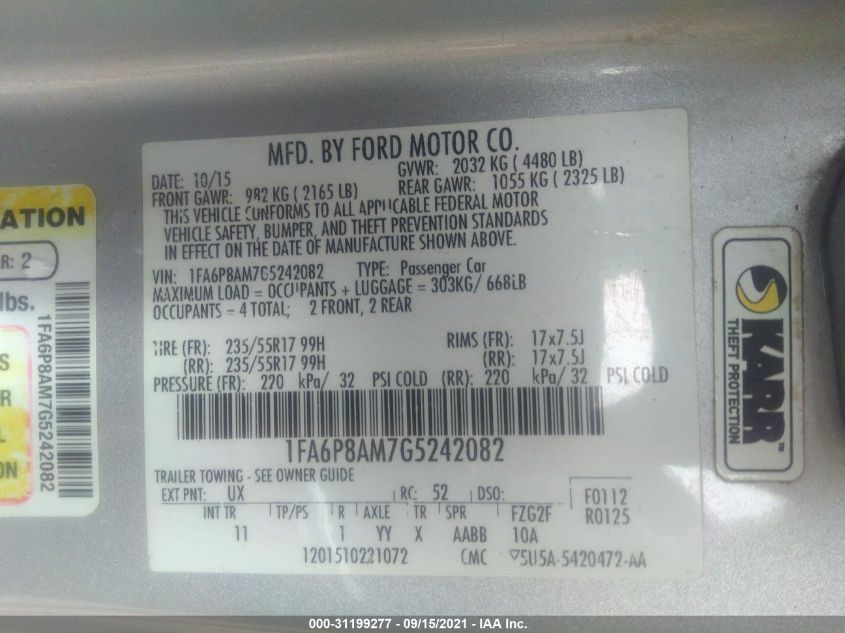 MFD. BY FORD MOTOR CO.
DATE: 10/15 GVWR: 2032 KG ( 4480 LB)
FRONT GAWR: 982 KG ( 2165 LB) REAR GAWR: 1055 KG ( 2325 LB)
THIS VEHICLE CONFORMS TO ALL APPLICABLE FEDERAL MOTOR
VEHICLE SAFETY, BUMPER, AND THEFT PREVENTION STANDARDS
IN EFFECT ON THE DATE OF MANUFACTURE SHOWN ABOVE.
VIN: 1FA6P8AM7G5242082 TYPE: Passenger Car
MAXIMUM LOAD = OCCUPANTS + LUGGAGE = 303KG/ 668LB
OCCUPANTS = 4 TOTAL; 2 FRONT, 2 REAR
TIRE (FR): 235/55R17 99H RIMS (FR): 17x7.5J
(RR): 235/55R17 99H (RR): 17x7.5J
PRESSURE (FR): 220 kPa/ 32 PSI COLD (RR): 220 kPa/ 32 PSI COLD
1FA6P8AM7G5242082
TRAILER TOWING - SEE OWNER GUIDE
EXT PNT: UX RC: 52 DSO: F0112
INT TR TP/PS R AXLE TR SPR FZG2F R0125
11 1 YY X AABB 10A
1201510221072 CMC 5U5A-5420472-AA
ATION
R: 2
lbs.
S
R
L
ON
1FA6P8AM7G5242082
KARR™
THEFT PROTECTION
000-31199277 - 09/15/2021 - IAA Inc.